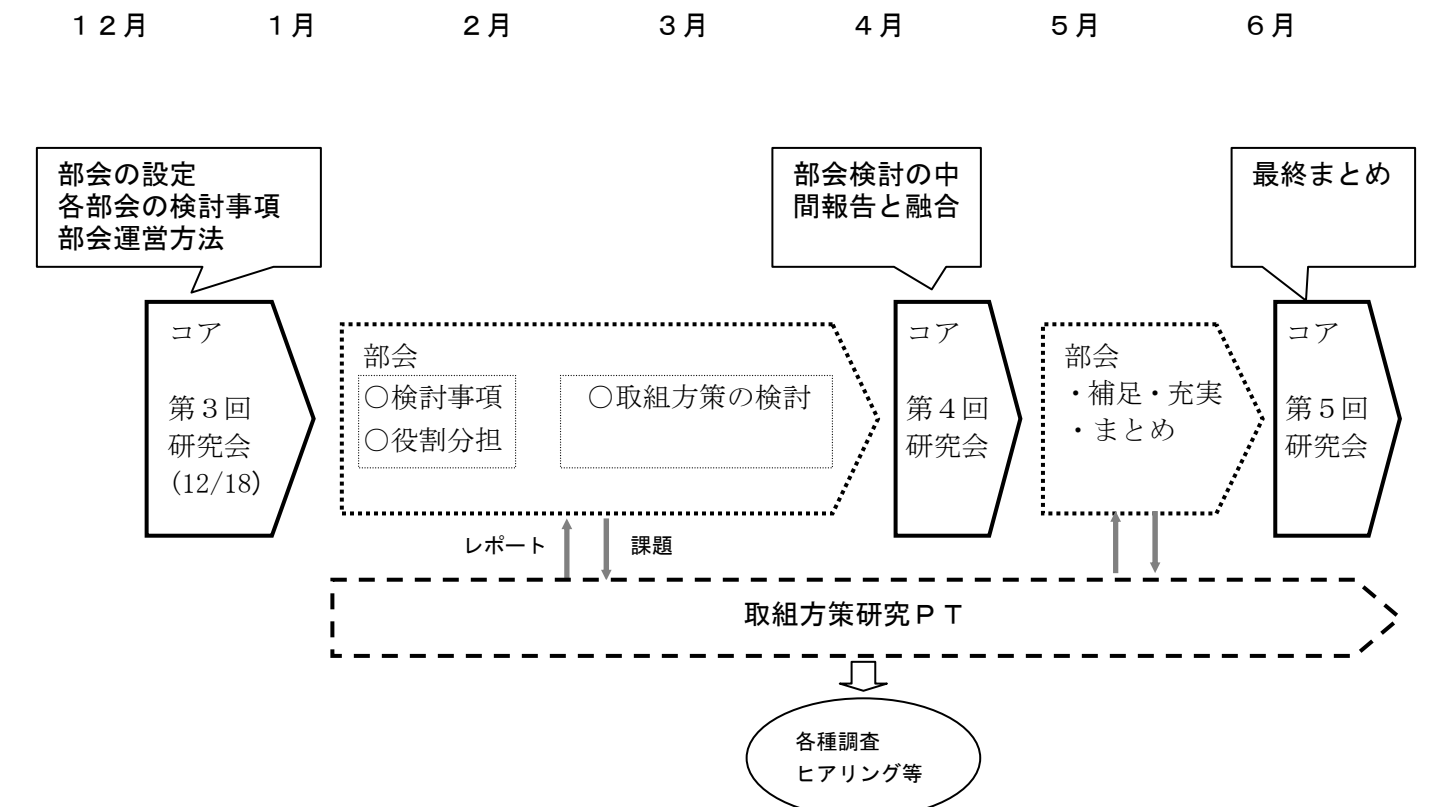 １２月　１月　２月　３月　４月　５月　６月
部会の設定
各部会の検討事項
部会運営方法
部会検討の中
間報告と融合
最終まとめ
コア
第３回
研究会
(12/18)
部会
○検討事項
○役割分担
○取組方策の検討
コア
第４回
研究会
部会
・補足・充実
・まとめ
コア
第５回
研究会
レポート
課題
取組方策研究ＰＴ
各種調査
ヒアリング等